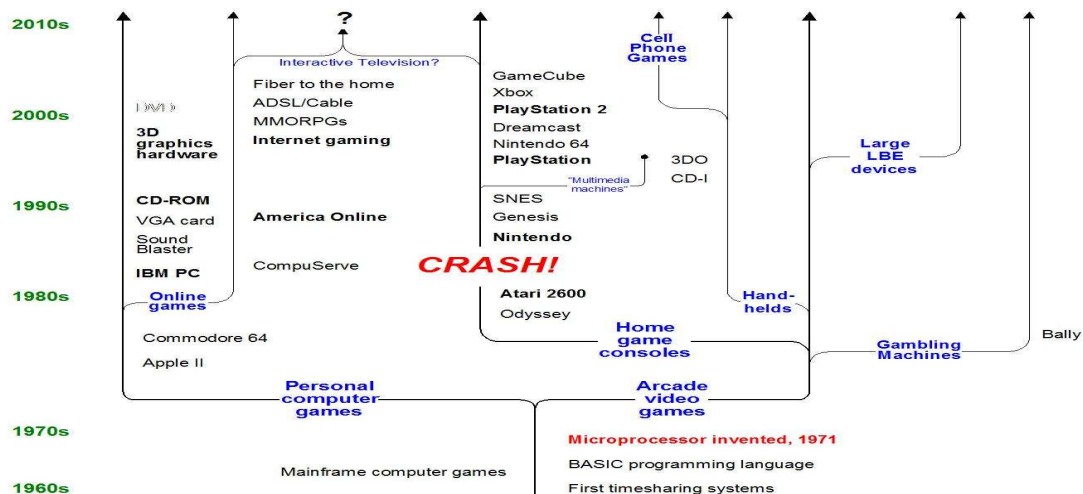 2010s
?
Interactive Television?
Cell
Phone
Games
Fiber to the home
ADSL/Cable
MMORPGs
Internet gaming
GameCube
Xbox
PlayStation 2
Dreamcast
Nintendo 64
PlayStation
2000s
DVD
3D
graphics
hardware
"Multimedia
machines"
3DO
CD-I
Large
LBE
devices
1990s
CD-ROM
VGA card
Sound
Blaster
IBM PC
America Online
CompuServe
SNES
Genesis
Nintendo
CRASH!
1980s
Online
games
Atari 2600
Odyssey
Hand-
helds
Commodore 64
Apple II
Home
game
consoles
Gambling
Machines
Bally
Personal
computer
games
Arcade
video
games
1970s
Microprocessor invented, 1971
BASIC programming language
Mainframe computer games
1960s
First timesharing systems